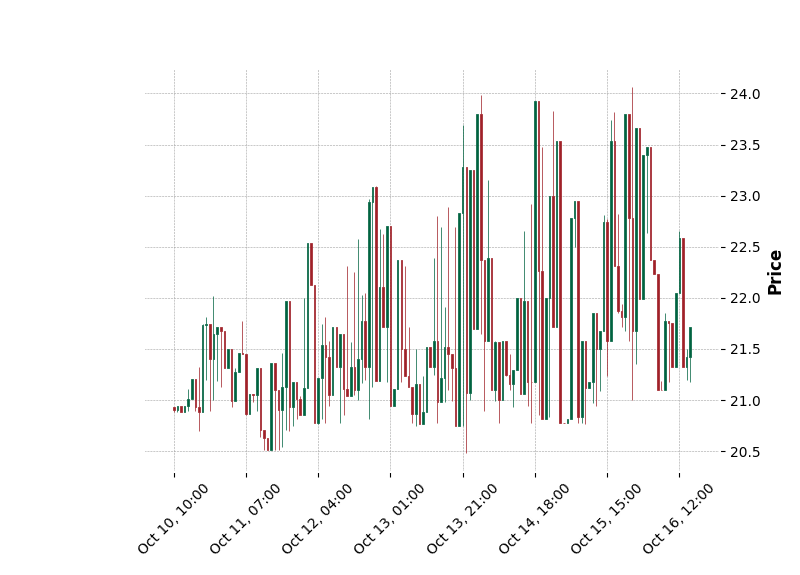 24.0
23.5
23.0
22.5
22.0
21.5
21.0
20.5
Price
Oct 10, 10:00
Oct 11, 07:00
Oct 12, 04:00
Oct 13, 01:00
Oct 13, 21:00
Oct 14, 18:00
Oct 15, 15:00
Oct 16, 12:00